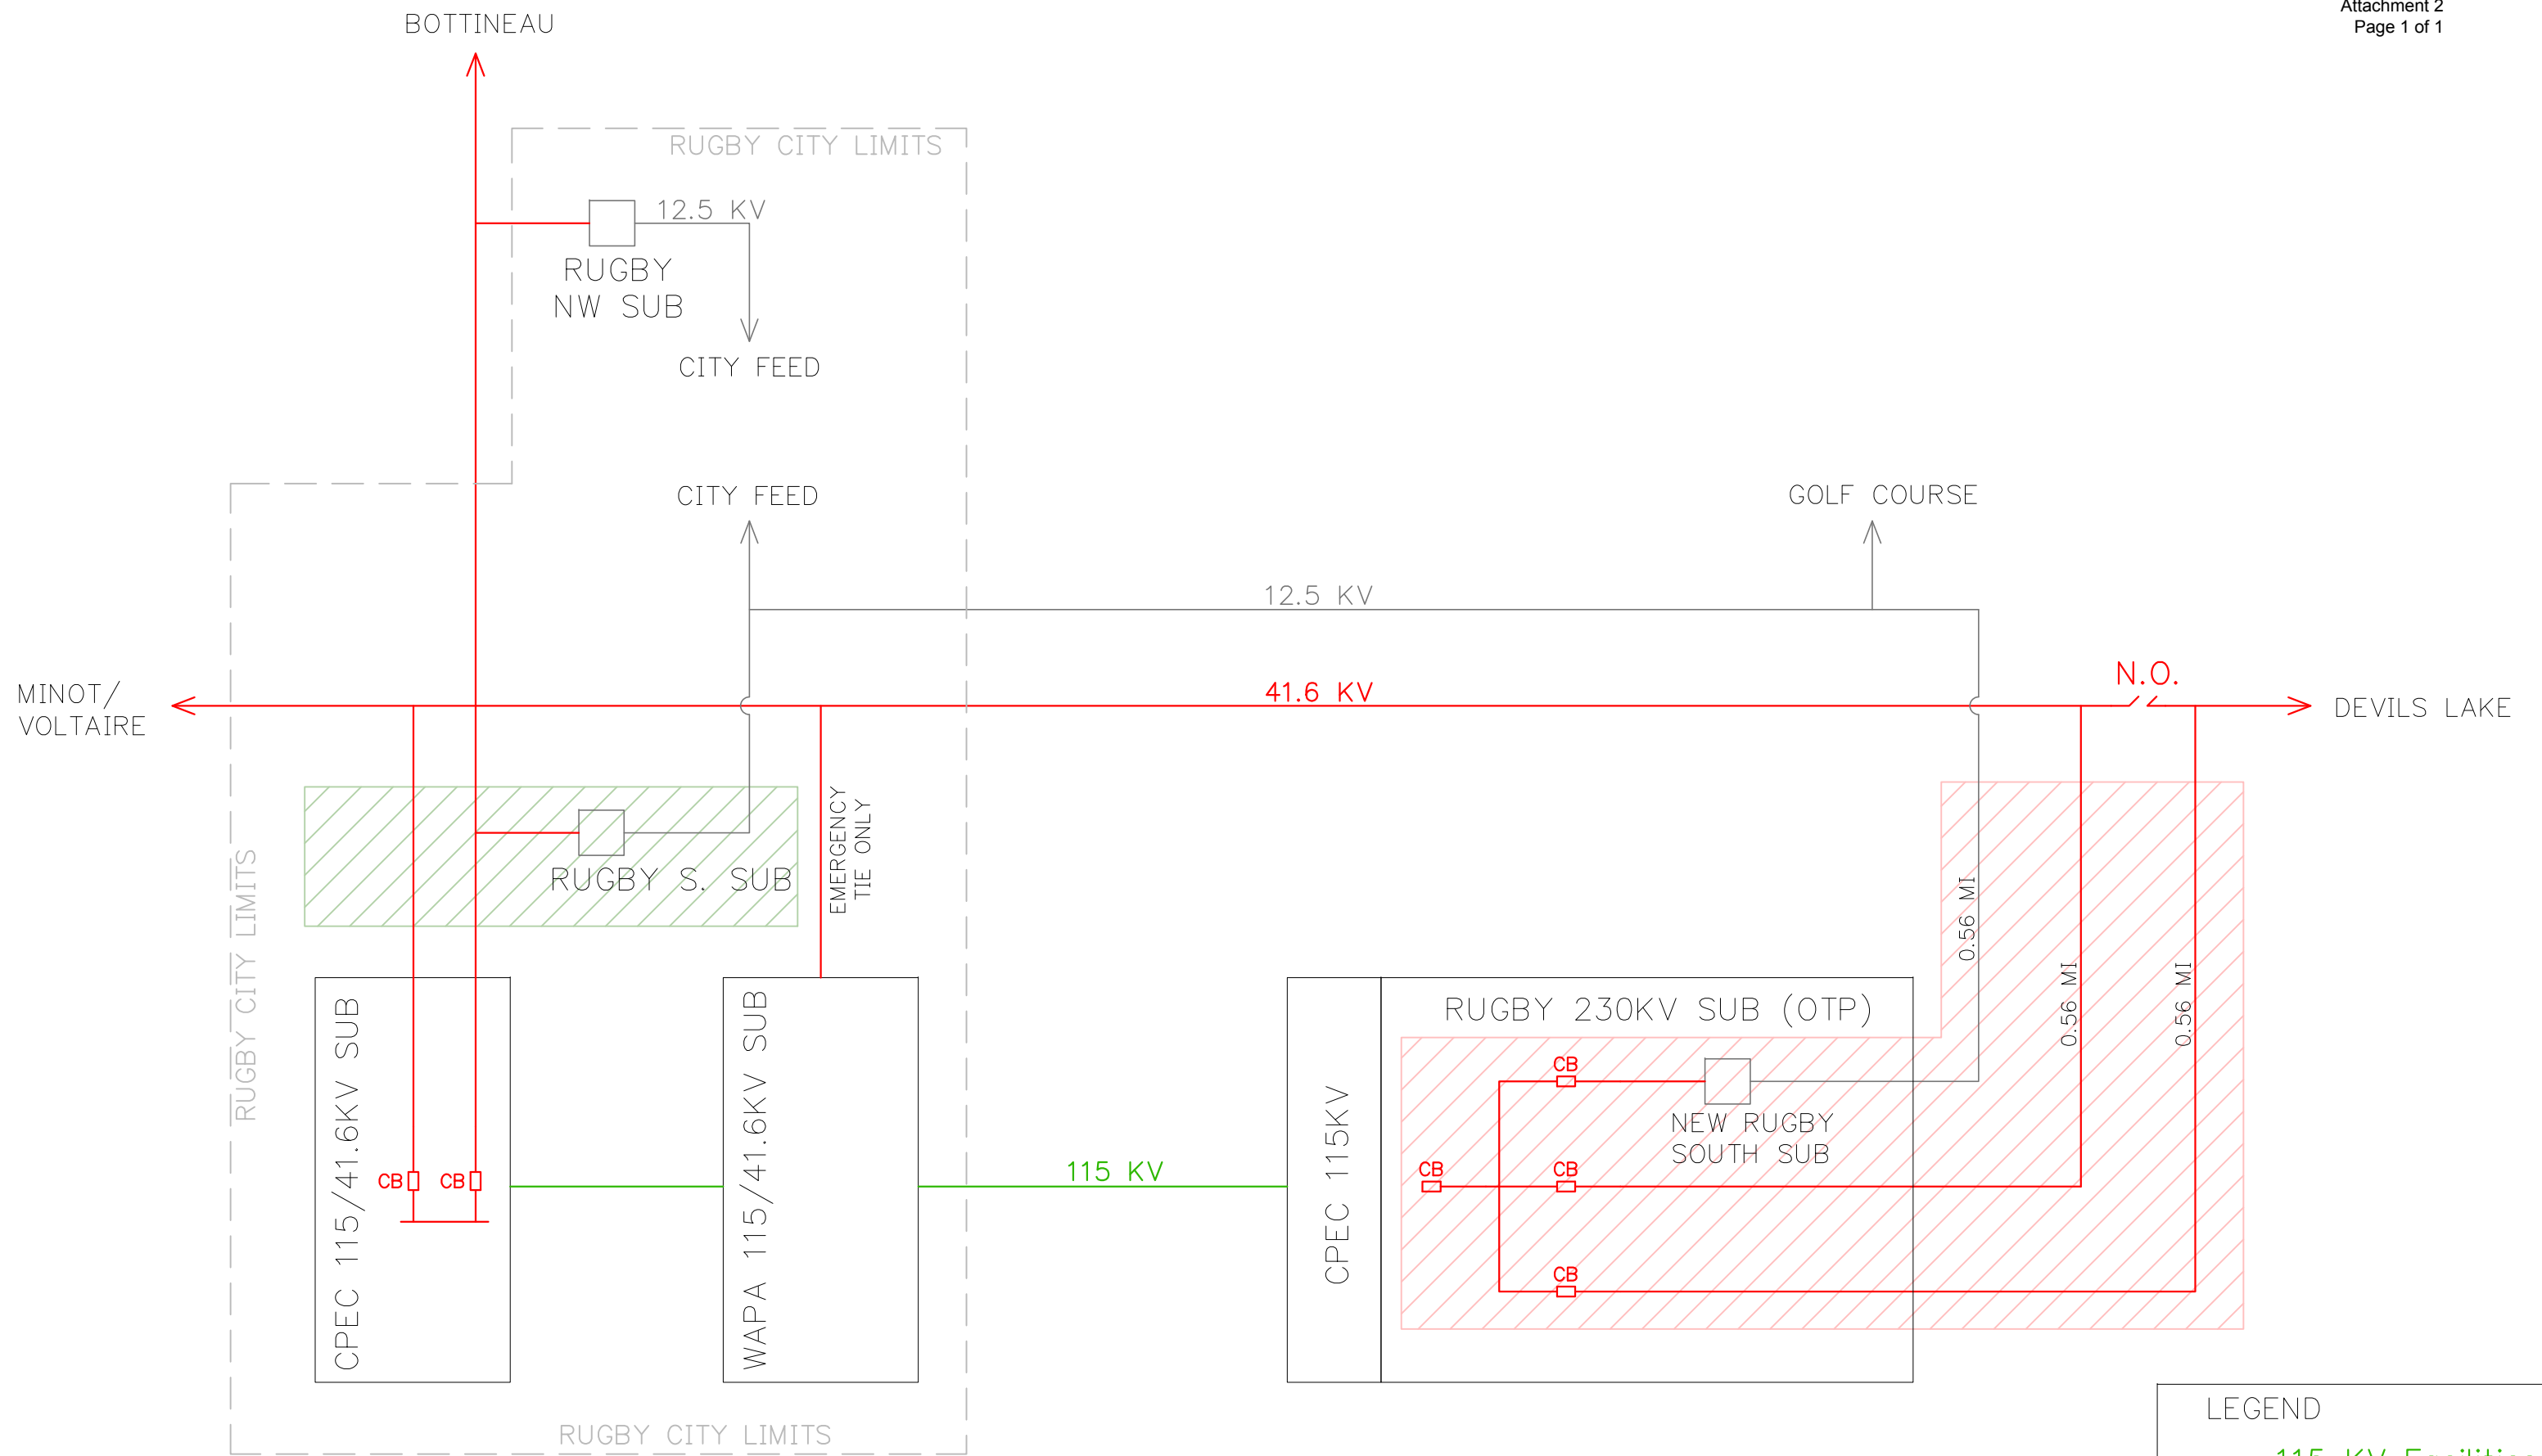 Attachment 2
Page 1 of 1
BOTTINEAU
RUGBY CITY LIMITS
12.5 KV
RUGBY
NW SUB
CITY FEED
CITY FEED
GOLF COURSE
12.5 KV
MINOT/
VOLTAIRE
41.6 KV
N.O.
DEVILS LAKE
EMERGENCY
TIE ONLY
RUGBY S. SUB
RUGBY CITY LIMITS
0.56 MI
0.56 MI
0.56 MI
CPEC 115/41.6KV SUB
CB
CB
WAPA 115/41.6KV SUB
115 KV
CPEC 115KV
RUGBY 230KV SUB (OTP)
CB
NEW RUGBY
SOUTH SUB
CB
CB
CB
RUGBY CITY LIMITS
LEGEND
115 KV